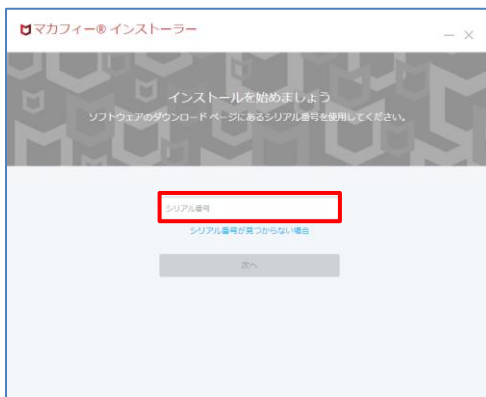 マカフィー® インストーラー
インストールを始めましょう
ソフトウェアのダウンロード ページにあるシリアル番号を使用してください。
シリアル番号
シリアル番号が見つからない場合
次へ